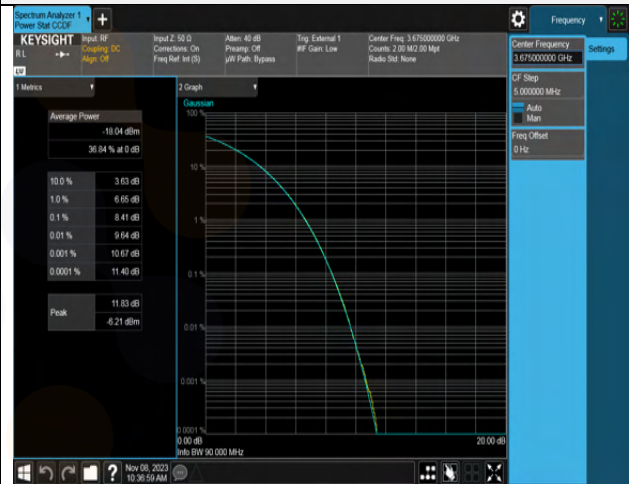 Spectrum Analyzer 1
Power Stat CCDF
+
Frequency
KEYSIGHT
RL
LW
Input: RF
Coupling: DC
Align: Off
Input Z: 50 Ω
Corrections: On
Freq Ref: Int (S)
Atten: 40 dB
Preamp: Off
µW Path: Bypass
Trig: External 1
#IF Gain: Low
Center Freq: 3.675000000 GHz
Counts: 2.00 M/2.00 Mpt
Radio Std: None
Center Frequency
3.675000000 GHz
Settings
CF Step
5.000000 MHz
Auto
Man
Freq Offset
0 Hz
1 Metrics
Average Power
-18.04 dBm
36.84 % at 0 dB
10.0 % 3.63 dB
1.0 % 6.65 dB
0.1 % 8.41 dB
0.01 % 9.64 dB
0.001 % 10.67 dB
0.0001 % 11.40 dB
Peak
11.83 dB
-6.21 dBm
2 Graph
Gaussian
100 %
10 %
1 %
0.1 %
0.01 %
0.001 %
0.0001 %
0.00 dB 20.00 dB
Info BW 90.000 MHz
?
Nov 08, 2023
10:36:59 AM